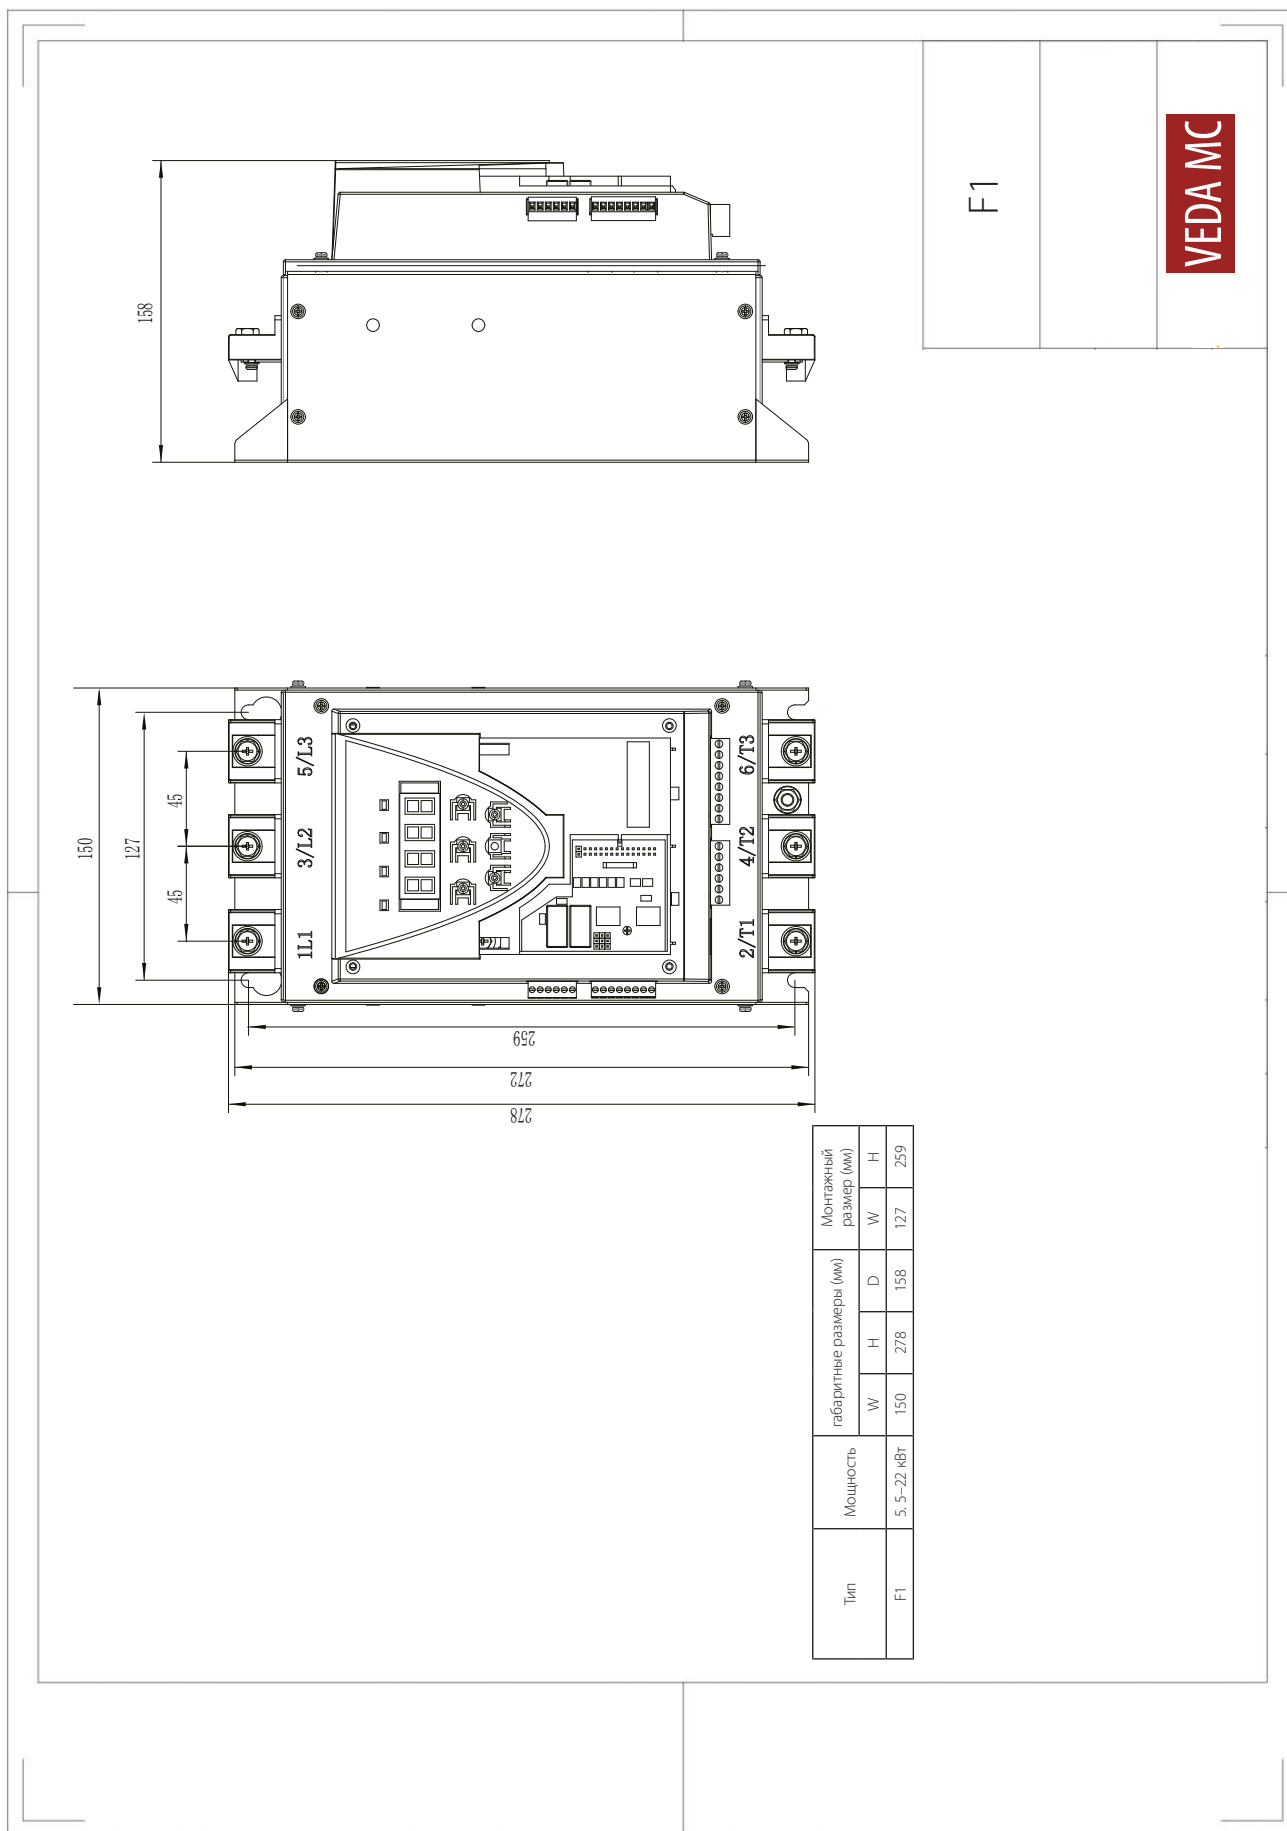 F1
VEDA MC
158
150
127
45
45
5/L3
3/L2
1L1
6/T3
4/T2
2/T1
259
272
278
Тип
Мощность
габаритные размеры (мм)
Монтажный
размер (мм)
W H D W H
F1 5. 5–22 кВт 150 278 158 127 259